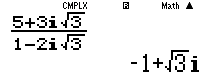 CMPLX R Math ▲
5+3i√3
1-2i√3
-1+√3i